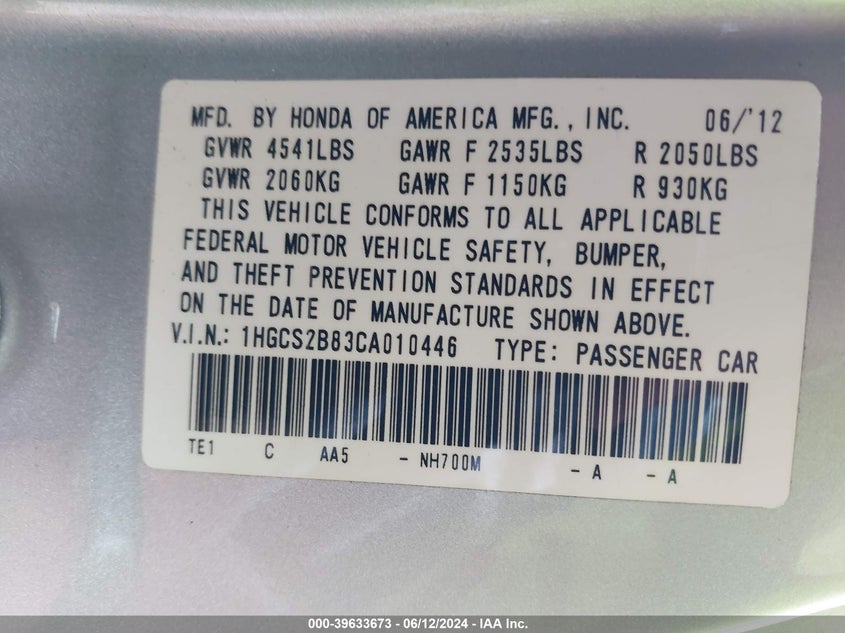 MFD. BY HONDA OF AMERICA MFG., INC. 06/'12
GVWR 4541LBS GAWR F 2535LBS R 2050LBS
GVWR 2060KG GAWR F 1150KG R 930KG
THIS VEHICLE CONFORMS TO ALL APPLICABLE
FEDERAL MOTOR VEHICLE SAFETY, BUMPER,
AND THEFT PREVENTION STANDARDS IN EFFECT
ON THE DATE OF MANUFACTURE SHOWN ABOVE.
V.I.N.: 1HGCS2B83CA010446 TYPE: PASSENGER CAR
TE1 C AA5 - NH700M - A - A
000-39633673 - 06/12/2024 - IAA Inc.